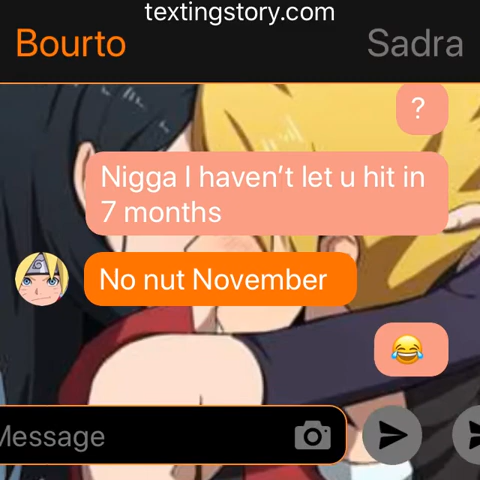 textingstory.com
Bourto Sadra
?
Nigga I haven’t let u hit in
7 months
No nut November
😂
Message